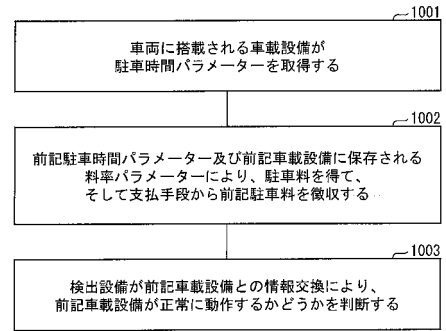 1001
車両に搭載される車載設備が
駐車時間パラメーターを取得する
1002
前記駐車時間パラメーター及び前記車載設備に保存される
料率パラメーターにより、駐車料を得て、
そして支払手段から前記駐車料を徴収する
1003
検出設備が前記車載設備との情報交換により、
前記車載設備が正常に動作するかどうかを判断する